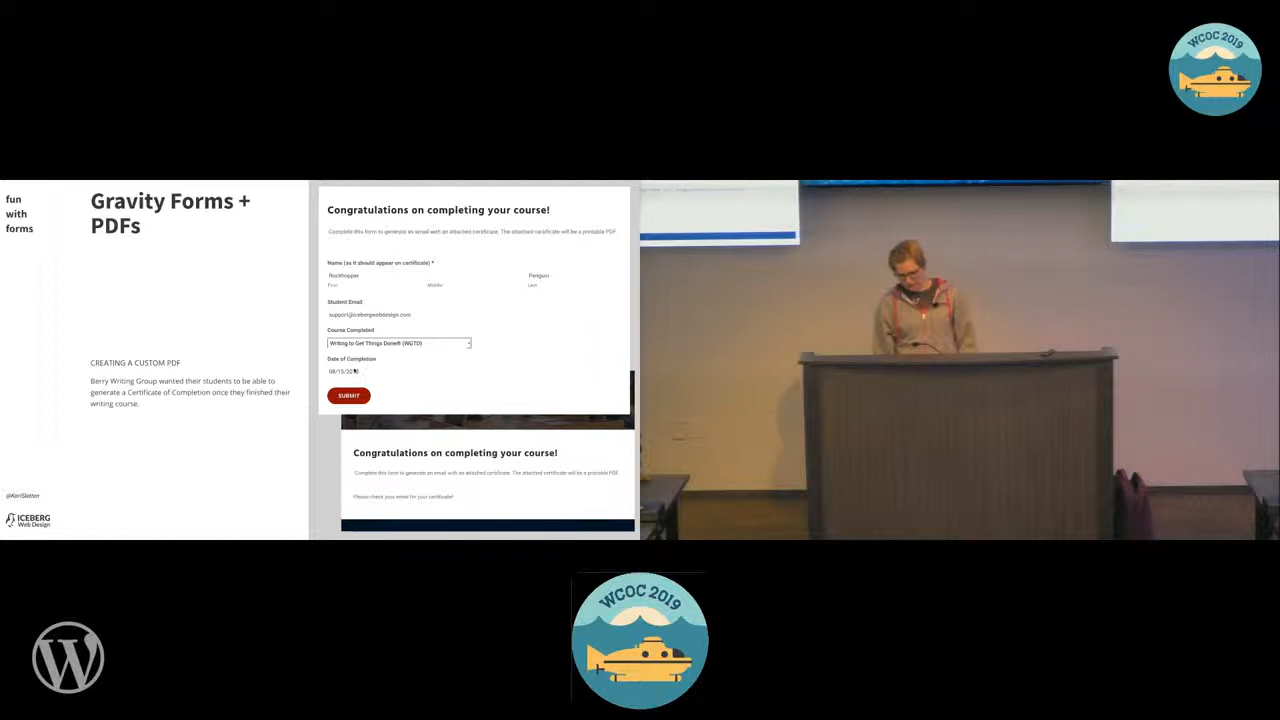 WCOC 2019
fun
with
forms
Gravity Forms +
PDFs
CREATING A CUSTOM PDF
Berry Writing Group wanted their students to be able to
generate a Certificate of Completion once they finished their
writing course.
@KariSletten
ICEBERG
Web Design
Congratulations on completing your course!
Complete this form to generate an email with an attached certificate. The attached certificate will be a printable PDF.
Name (as it should appear on certificate) *
Rockhopper
Penguin
First
Middle
Last
Student Email
support@icebergwebdesign.com
Course Completed
Writing to Get Things Done® (WGTD)
Date of Completion
SUBMIT
Congratulations on completing your course!
Complete this form to generate an email with an attached certificate. The attached certificate will be a printable PDF.
Please check your email for your certificate!
WCOC 2019